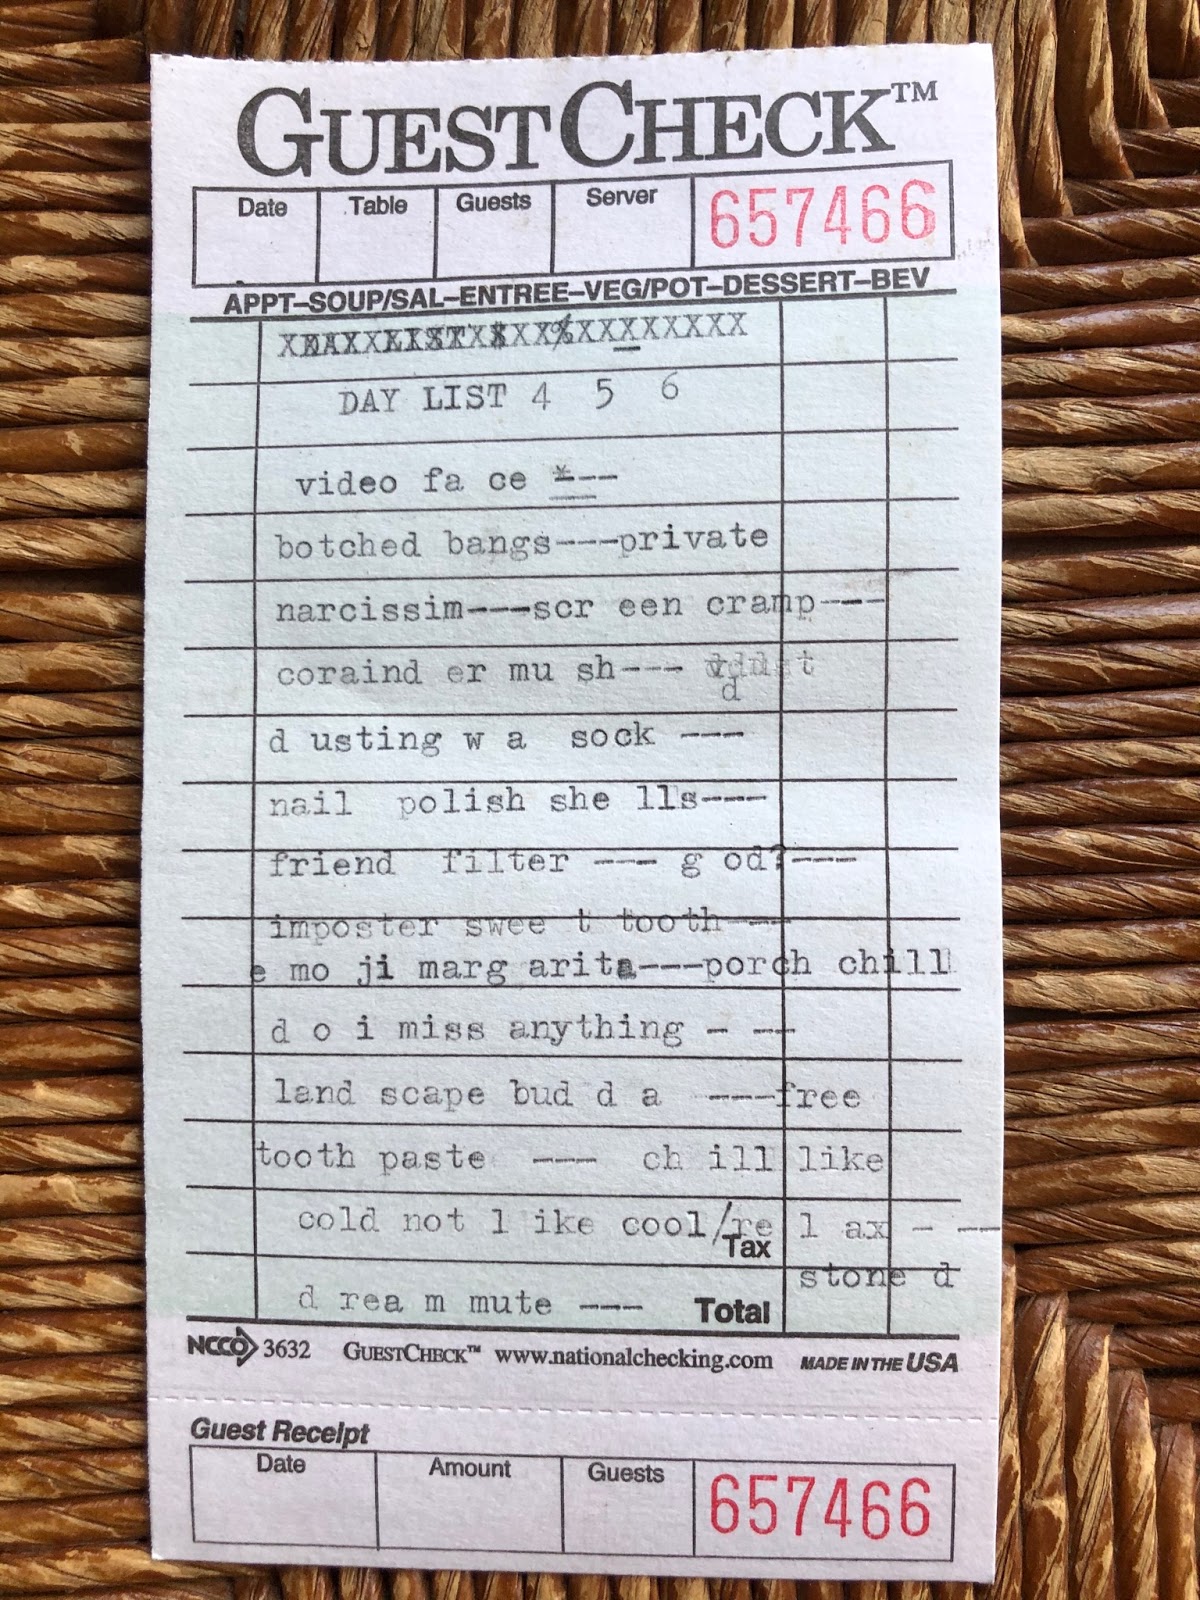 GUESTCHECK™
Date Table Guests Server 657466
APPT–SOUP/SAL–ENTREE–VEG/POT–DESSERT–BEV
DAY LIST 4 5 6
video fa ce *---
botched bangs---private
narcissim---scr een cramp---
coraind er mu sh---
d
d usting w a sock ---
nail polish she lls---
friend filter --- g od?---
imposter swee t tooth---
e mo ji marg arita---porch chill
d o i miss anything - --
land scape bud d a ---free
tooth paste --- ch ill like
cold not l ike cool/re l ax - --
Tax
stone d
d rea m mute --- Total
NCCO 3632 GUESTCHECK™ www.nationalchecking.com MADE IN THE USA
Guest Receipt
Date Amount Guests 657466